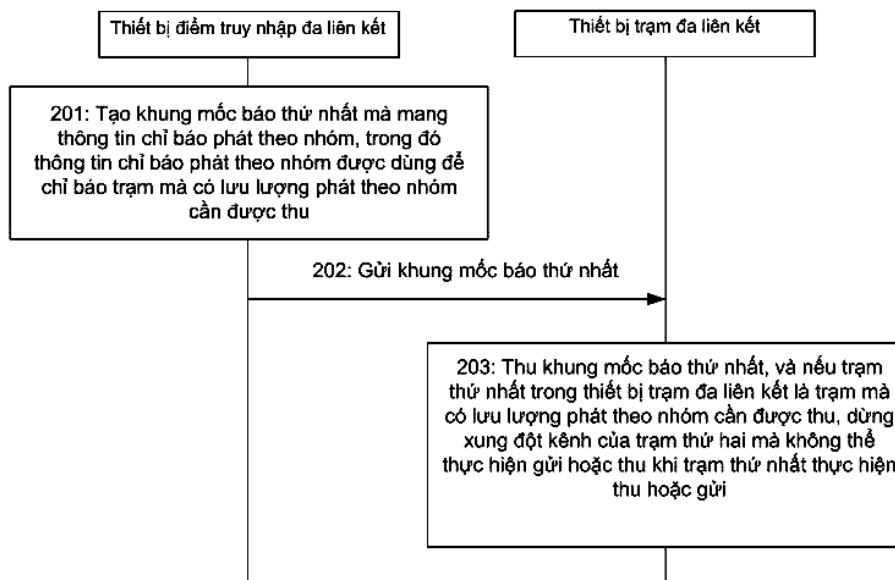 Thiết bị điểm truy nhập đa liên kết
Thiết bị trạm đa liên kết
201: Tạo khung mốc báo thứ nhất mà mang
thông tin chỉ báo phát theo nhóm, trong đó
thông tin chỉ báo phát theo nhóm được dùng để
chỉ báo trạm mà có lưu lượng phát theo nhóm
cần được thu
202: Gửi khung mốc báo thứ nhất
203: Thu khung mốc báo thứ nhất, và nếu trạm
thứ nhất trong thiết bị trạm đa liên kết là trạm mà
có lưu lượng phát theo nhóm cần được thu, dừng
xung đột kênh của trạm thứ hai mà không thể
thực hiện gửi hoặc thu khi trạm thứ nhất thực hiện
thu hoặc gửi